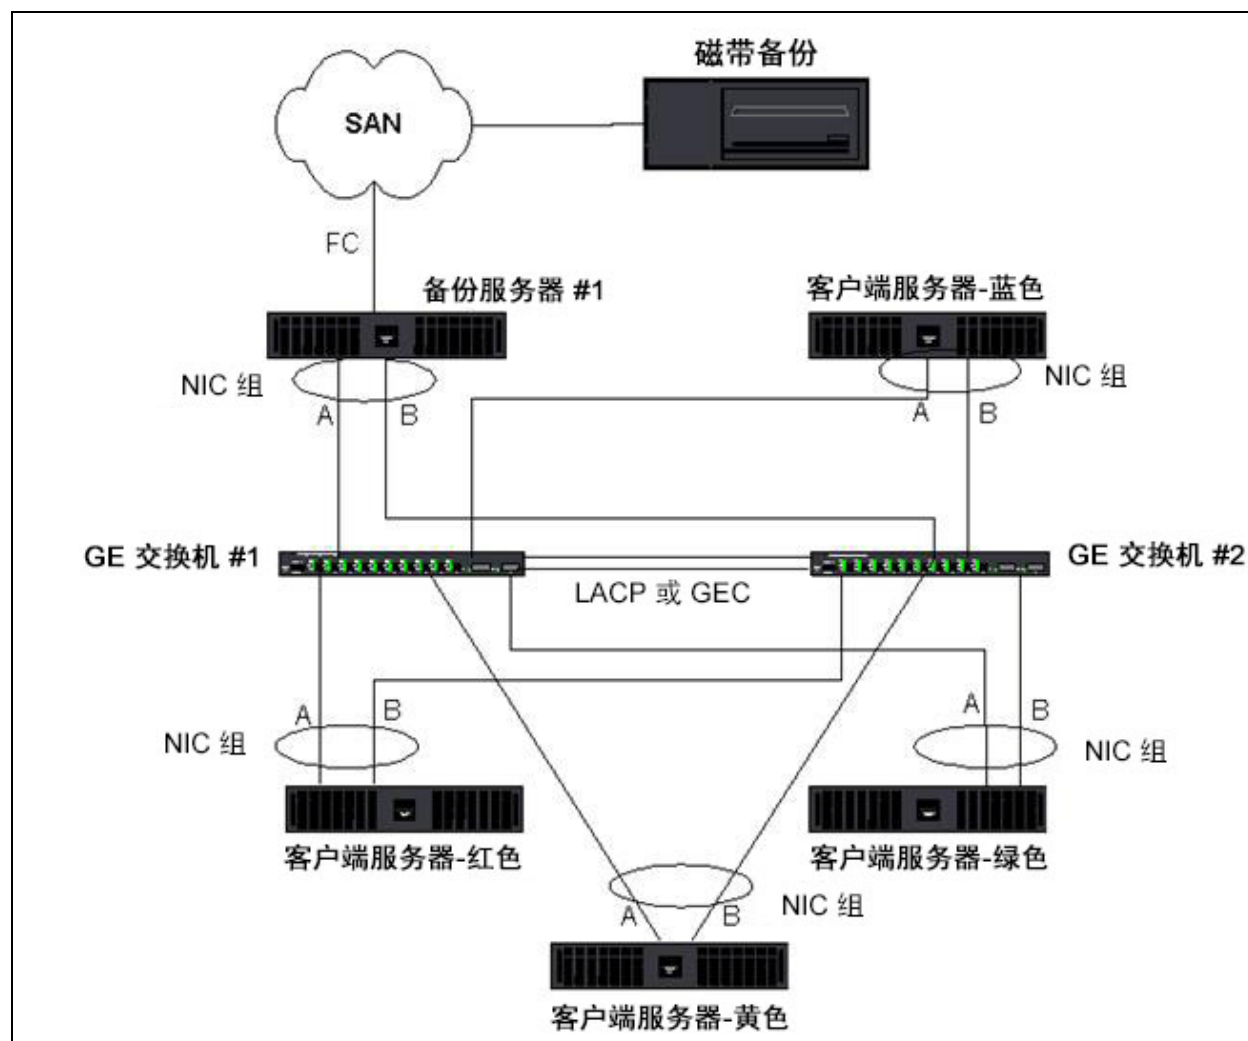 磁带备份
SAN
FC
备份服务器 #1
客户端服务器-蓝色
NIC 组
A
B
A
B
NIC 组
GE 交换机 #1
GE 交换机 #2
LACP 或 GEC
A
B
NIC 组
A
B
NIC 组
客户端服务器-红色
客户端服务器-绿色
A
B
NIC 组
客户端服务器-黄色